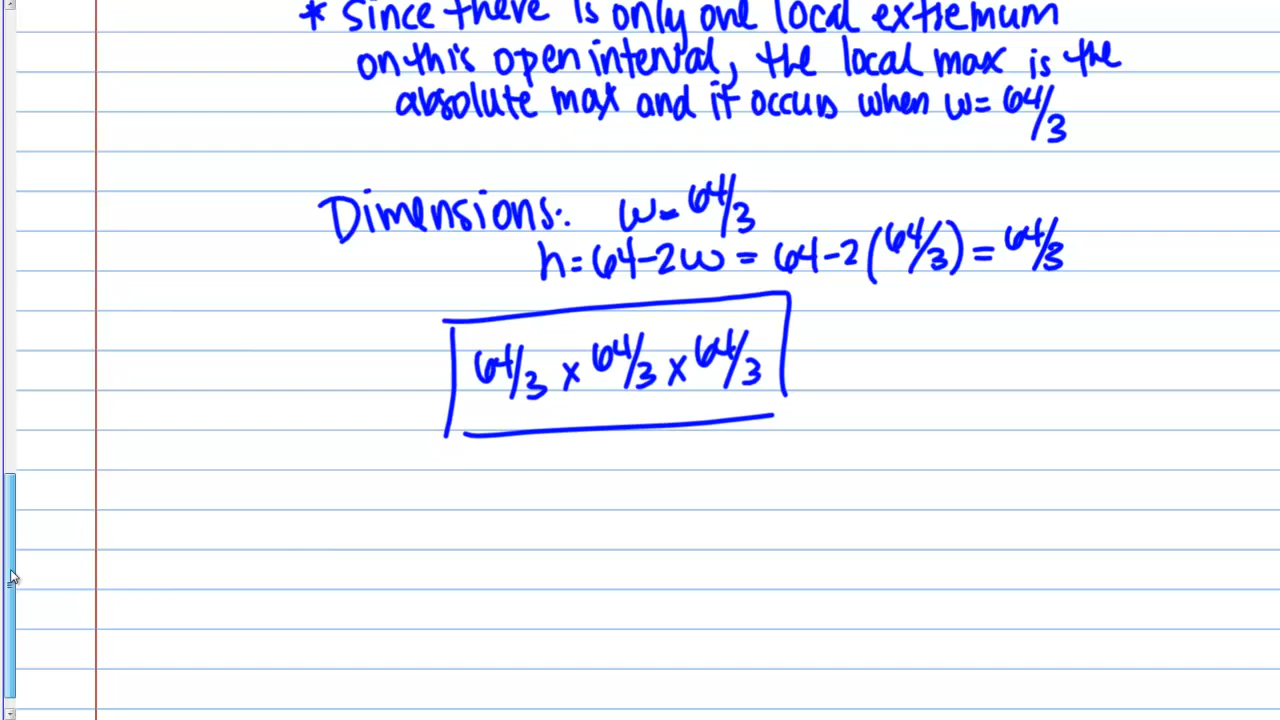 * Since there is only one local extremum
on this open interval, the local max is the
absolute max and it occurs when w= 64/3
Dimensions: w= 64/3
h= 64-2w = 64-2(64/3) = 64/3
64/3 x 64/3 x 64/3